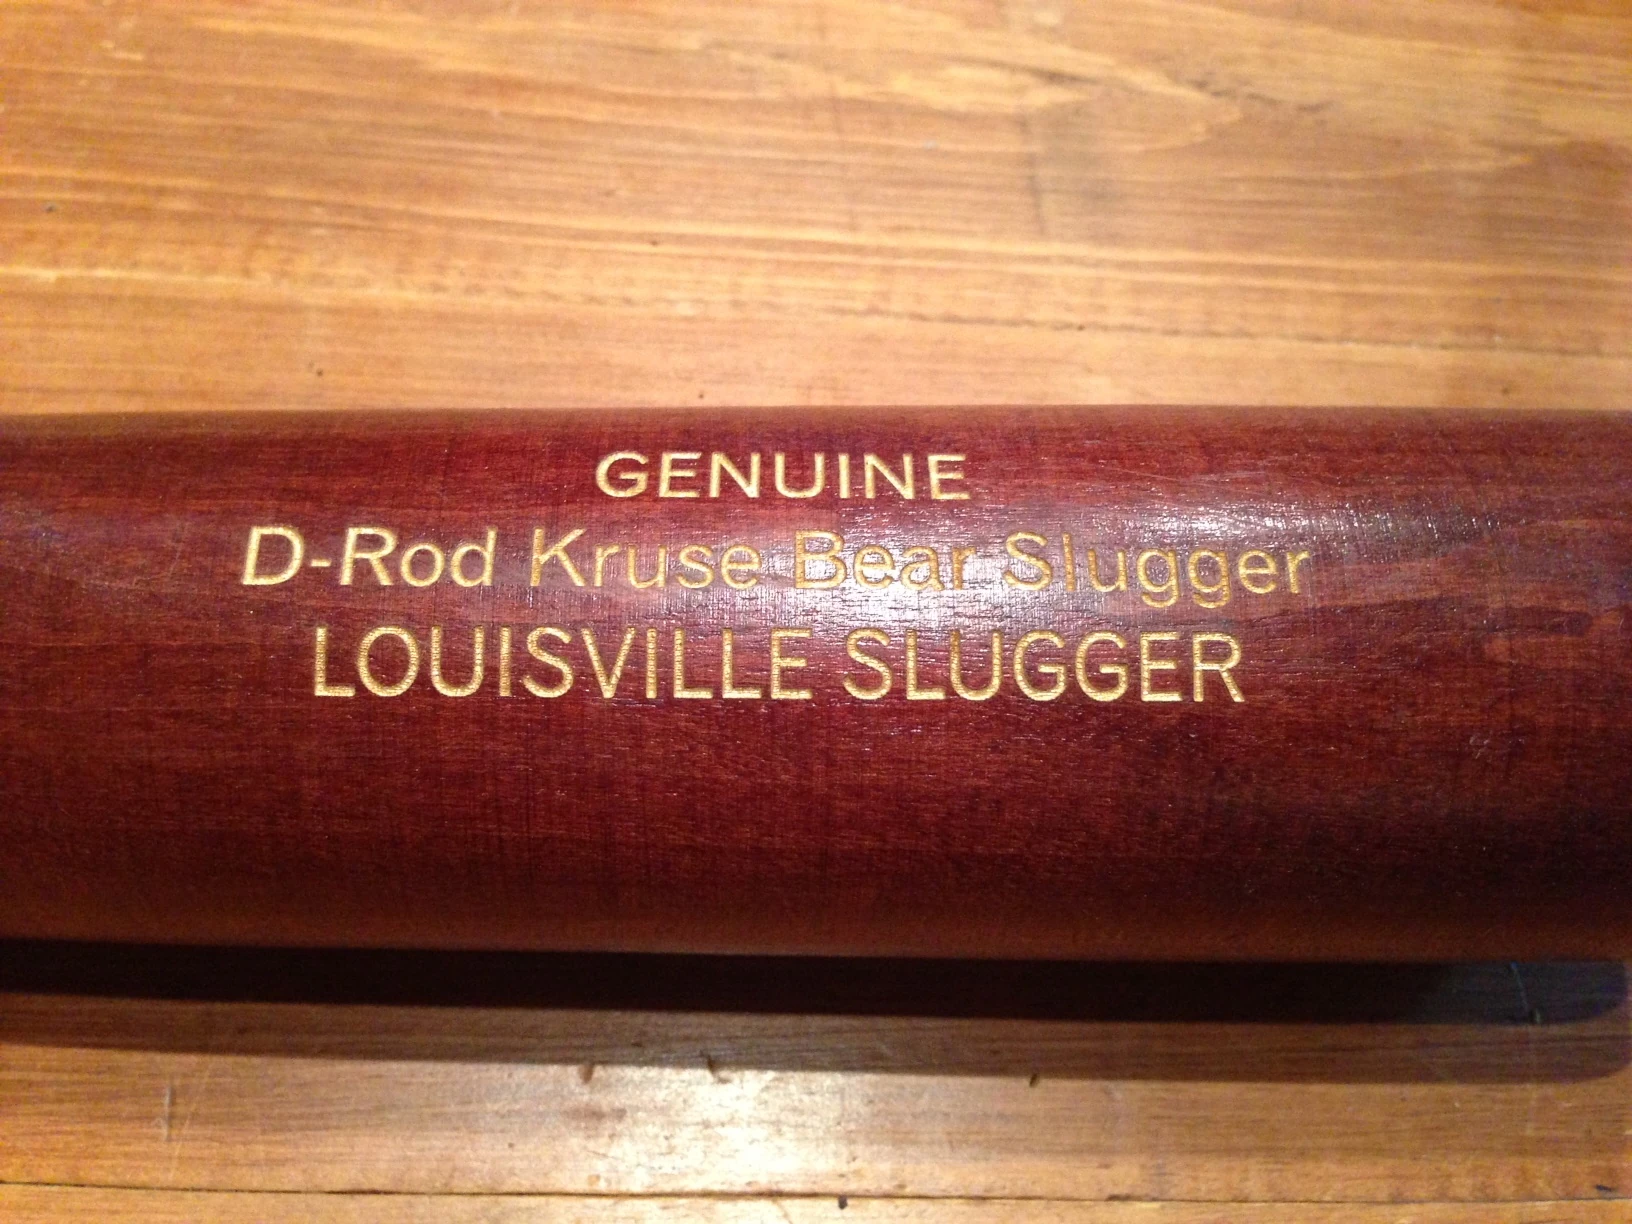 GENUINE
D-Rod Kruse Bear Slugger
LOUISVILLE SLUGGER